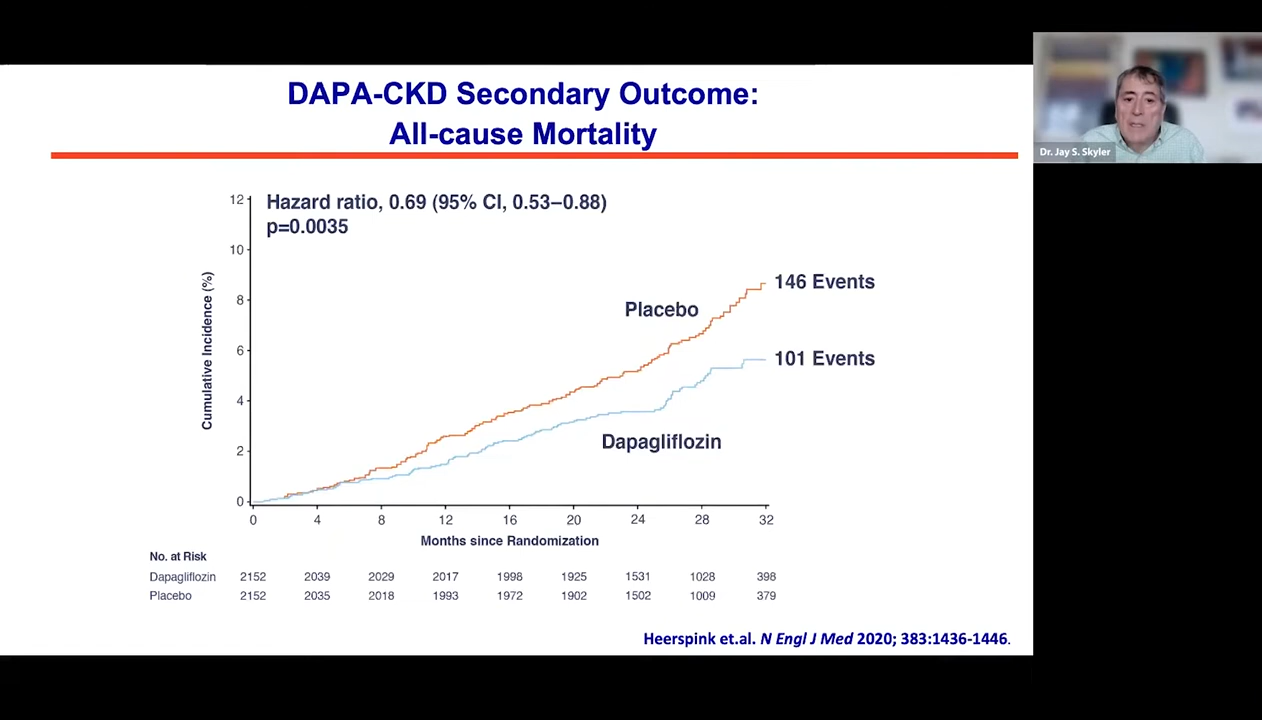 DAPA-CKD Secondary Outcome:
All-cause Mortality
Dr. Jay S. Skyler
Hazard ratio, 0.69 (95% CI, 0.53–0.88)
p=0.0035
Cumulative Incidence (%)
12
10
8
6
4
2
0
Placebo
146 Events
101 Events
Dapagliflozin
0 4 8 12 16 20 24 28 32
Months since Randomization
No. at Risk
Dapagliflozin 2152 2039 2029 2017 1998 1925 1531 1028 398
Placebo 2152 2035 2018 1993 1972 1902 1502 1009 379
Heerspink et.al. N Engl J Med 2020; 383:1436-1446.